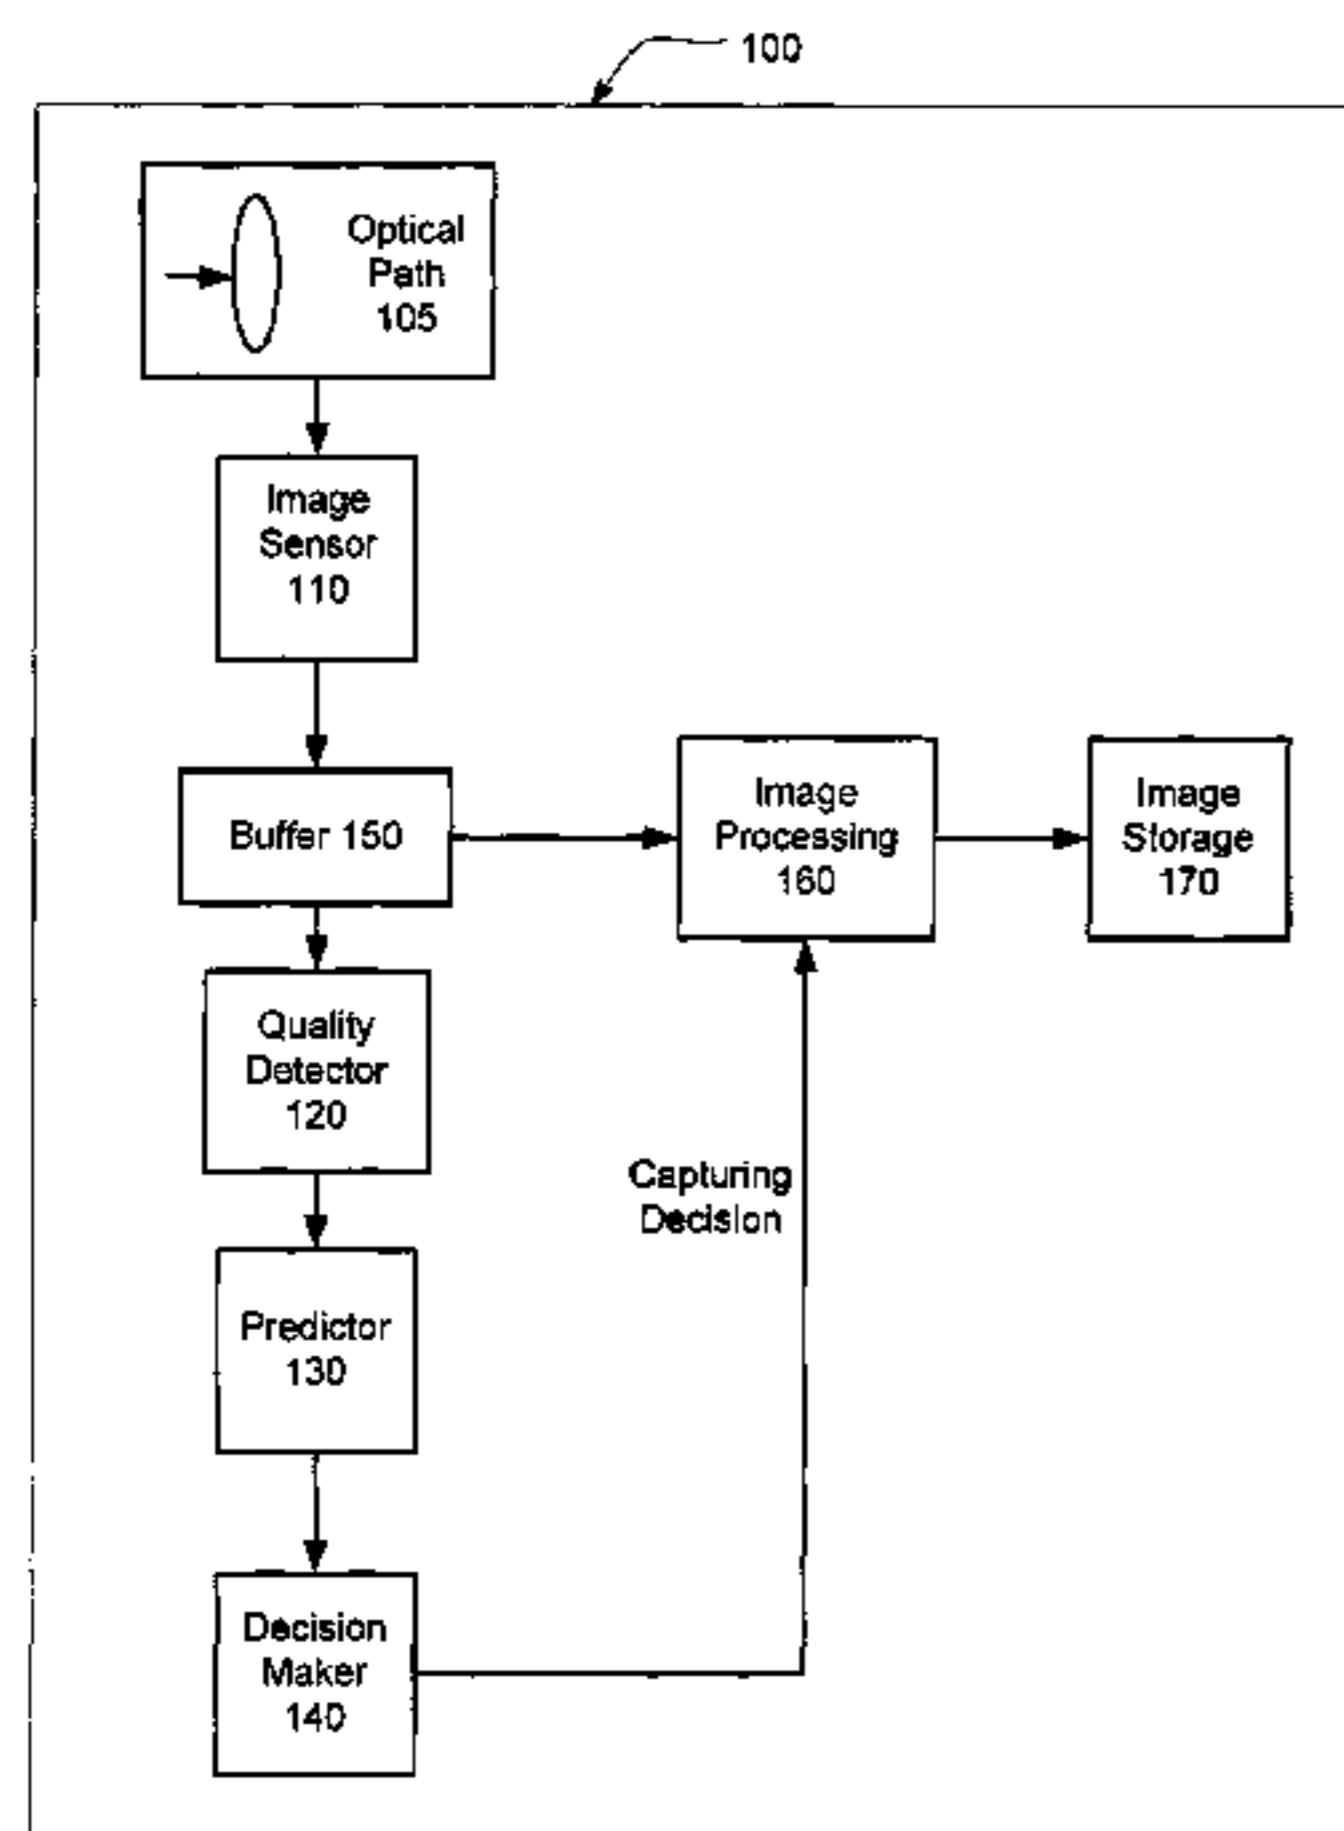 100
Optical
Path
105
Image
Sensor
110
Buffer 150
Image
Processing
160
Image
Storage
170
Quality
Detector
120
Capturing
Decision
Predictor
130
Decision
Maker
140